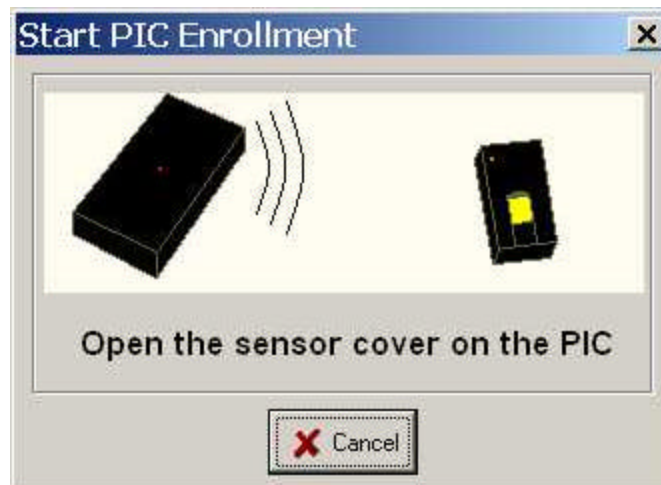 Start PIC Enrollment
Open the sensor cover on the PIC
Cancel